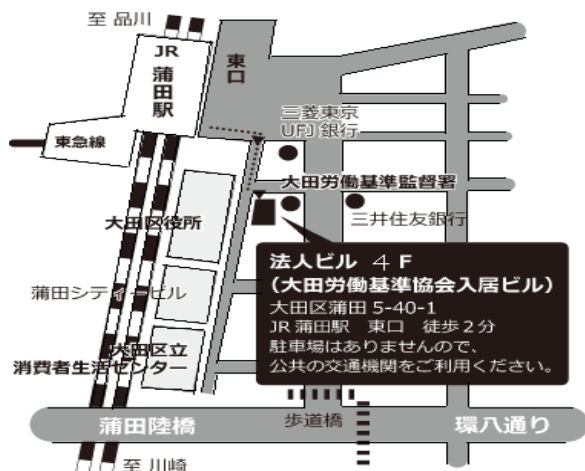 至 品川
JR
蒲田駅
東口
三菱東京
UFJ 銀行
東急線
大田労働基準監督署
大田区役所
三井住友銀行
法人ビル ４F
(大田労働基準協会入居ビル)
大田区蒲田 5-40-1
JR 蒲田駅　東口　徒歩２分
駐車場はありませんので、
公共の交通機関をご利用ください。
蒲田シティービル
大田区立
消費者生活センター
蒲田陸橋
歩道橋
環八通り
至 川崎